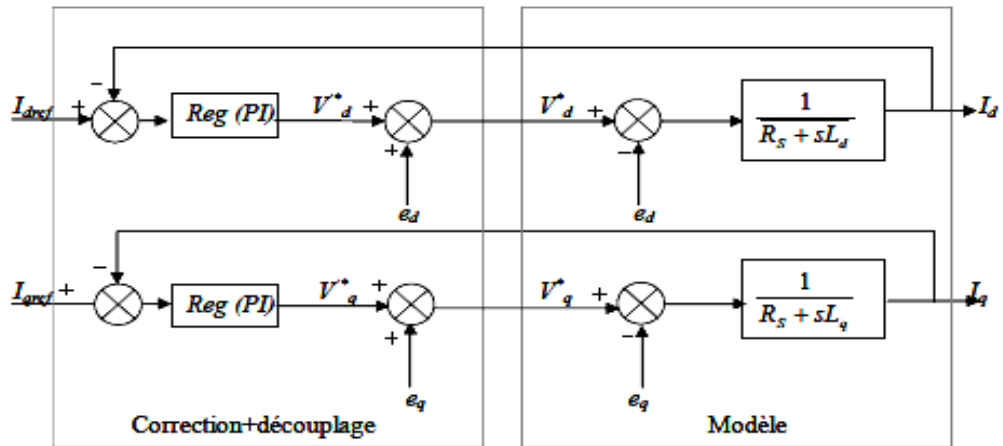 −
I_dref +
Reg (PI)
V'*_d +
+
e_d
V*_d +
−
e_d
1
R_S + sL_d
I_d
−
I_qref +
Reg (PI)
V'*_q +
+
e_q
V*_q +
−
e_q
1
R_S + sL_q
I_q
Correction+découplage
Modèle